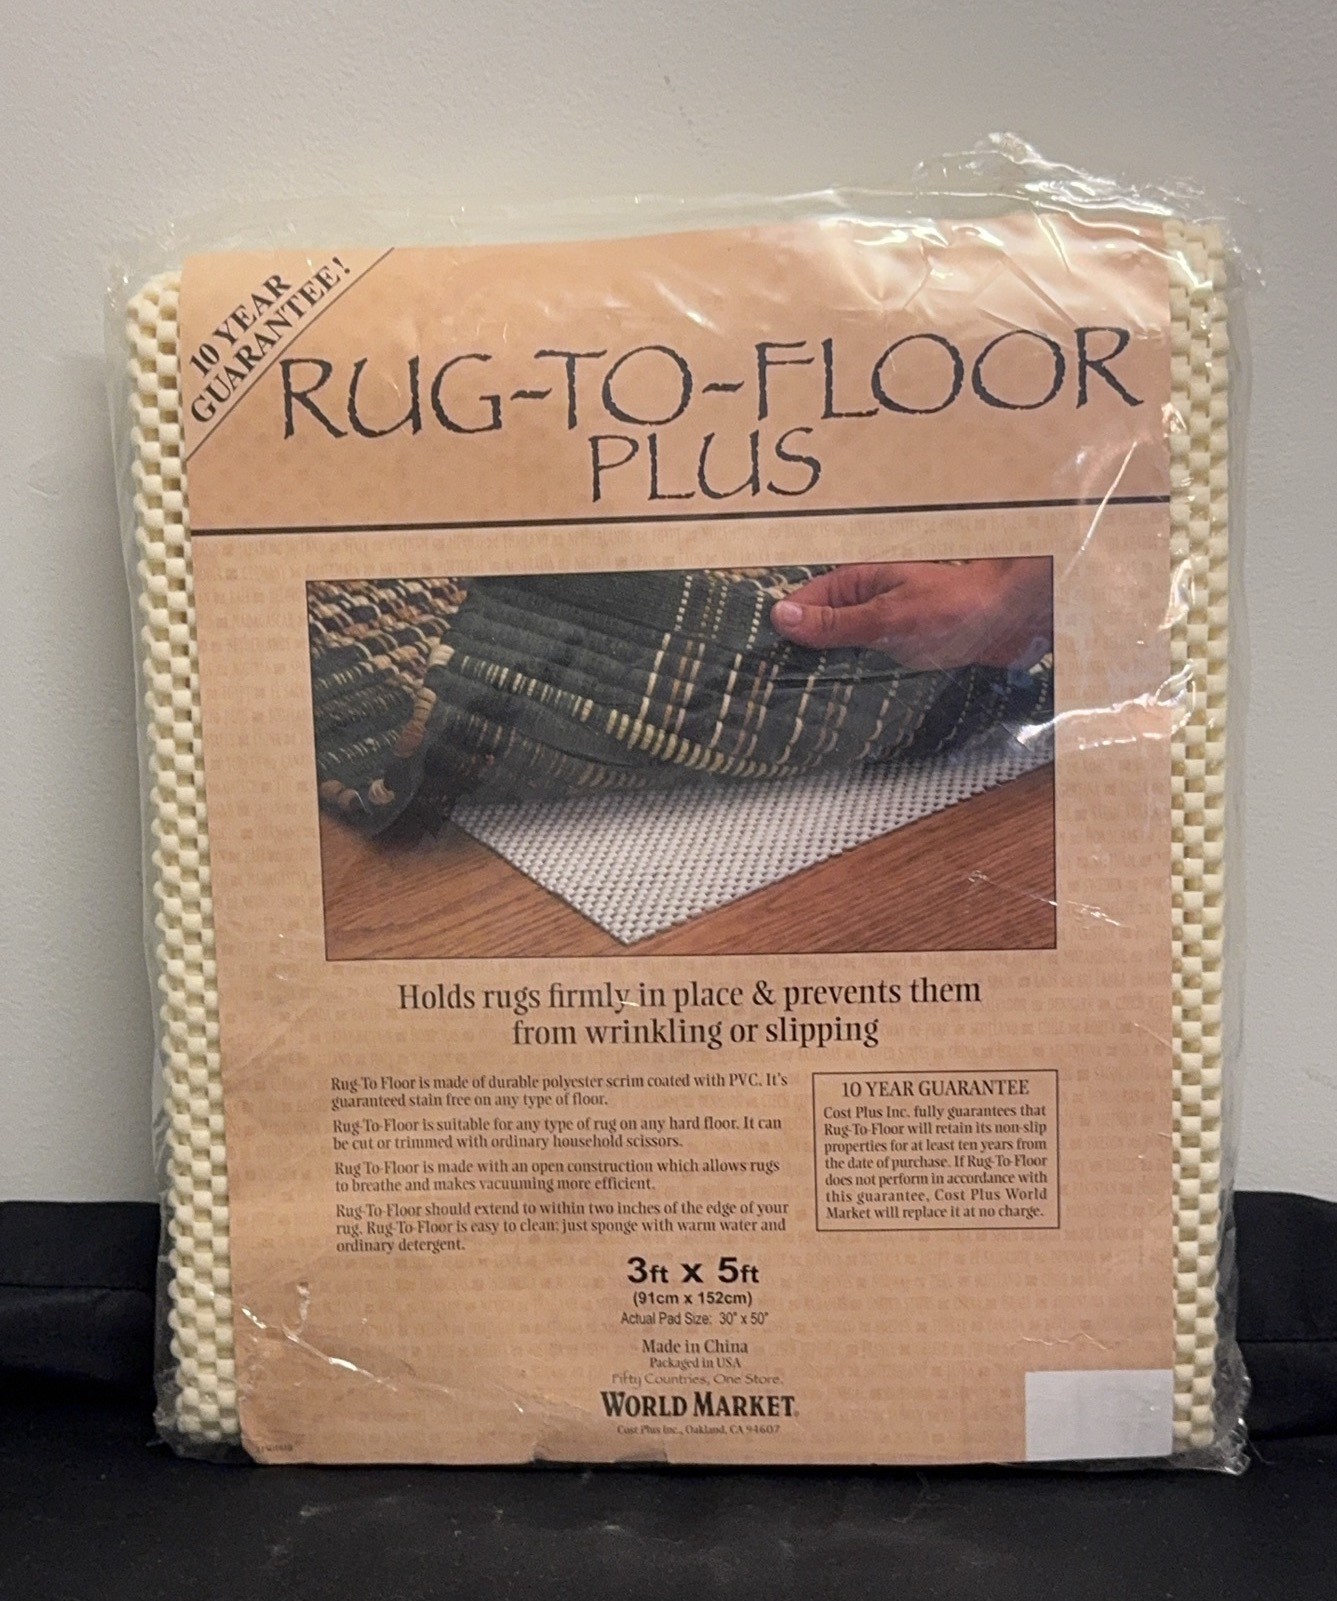 10 YEAR
GUARANTEE!
RUG-TO-FLOOR
PLUS
Holds rugs firmly in place & prevents them
from wrinkling or slipping
Rug-To Floor is made of durable polyester scrim coated with PVC. It's
guaranteed stain free on any type of floor.
Rug-To-Floor is suitable for any type of rug on any hard floor. It can
be cut or trimmed with ordinary household scissors.
Rug To-Floor is made with an open construction which allows rugs
to breathe and makes vacuuming more efficient.
Rug-To-Floor should extend to within two inches of the edge of your
rug. Rug-To-Floor is easy to clean: just sponge with warm water and
ordinary detergent.
10 YEAR GUARANTEE
Cost Plus Inc. fully guarantees that
Rug-To-Floor will retain its non-slip
properties for at least ten years from
the date of purchase. If Rug-To-Floor
does not perform in accordance with
this guarantee, Cost Plus World
Market will replace it at no charge.
3ft x 5ft
(91cm x 152cm)
Actual Pad Size: 30" x 50"
Made in China
Packaged in USA
Fifty Countries, One Store.
WORLD MARKET®
Cost Plus Inc., Oakland, CA 94607